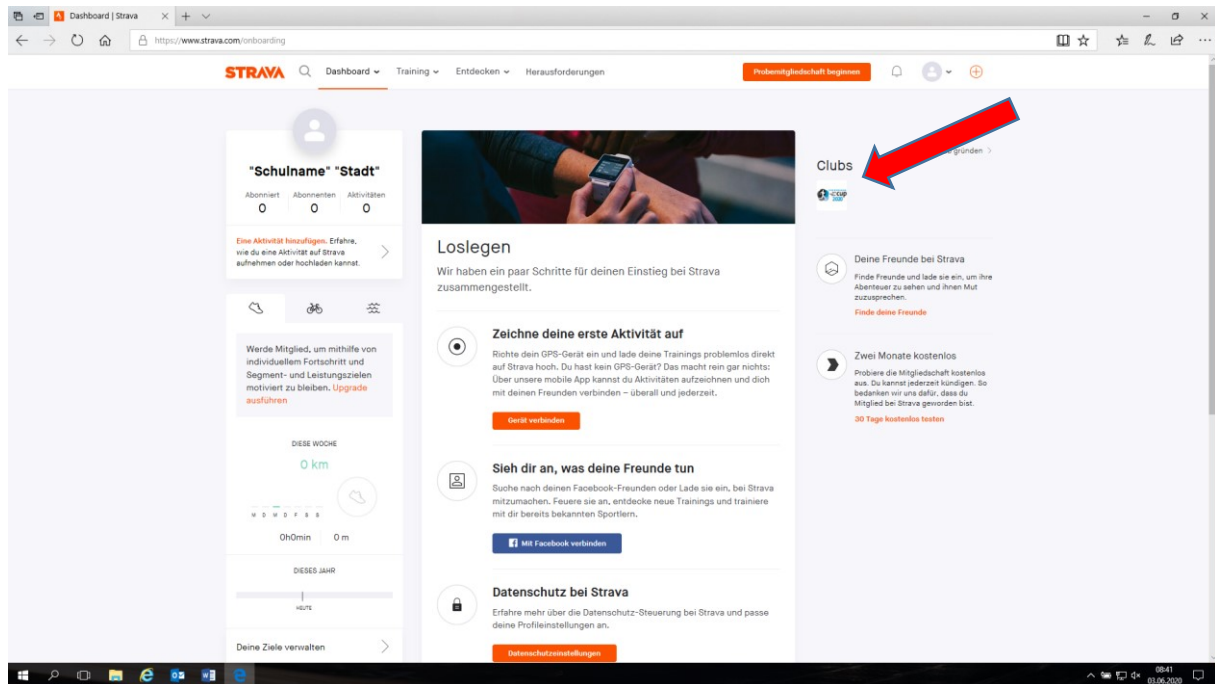 Dashboard | Strava
https://www.strava.com/onboarding
STRAVA Dashboard Training Entdecken Herausforderungen Probemitgliedschaft beginnen
"Schulname" "Stadt"
Abonniert Abonnenten Aktivitäten
0 0 0
Eine Aktivität hinzufügen. Erfahre,
wie du eine Aktivität auf Strava
aufnehmen oder hochladen kannst.
Werde Mitglied, um mithilfe von
individuellem Fortschritt und
Segment- und Leistungszielen
motiviert zu bleiben. Upgrade
ausführen
DIESE WOCHE
0 km
M D M D F S S
0h0min 0 m
DIESES JAHR
HEUTE
Deine Ziele verwalten
Loslegen
Wir haben ein paar Schritte für deinen Einstieg bei Strava
zusammengestellt.
Zeichne deine erste Aktivität auf
Richte dein GPS-Gerät ein und lade deine Trainings problemlos direkt
auf Strava hoch. Du hast kein GPS-Gerät? Das macht rein gar nichts:
Über unsere mobile App kannst du Aktivitäten aufzeichnen und dich
mit deinen Freunden verbinden – überall und jederzeit.
Gerät verbinden
Sieh dir an, was deine Freunde tun
Suche nach deinen Facebook-Freunden oder Lade sie ein, bei Strava
mitzumachen. Feuere sie an, entdecke neue Trainings und trainiere
mit dir bereits bekannten Sportlern.
Mit Facebook verbinden
Datenschutz bei Strava
Erfahre mehr über die Datenschutz-Steuerung bei Strava und passe
deine Profileinstellungen an.
Datenschutzeinstellungen
gründen
Clubs
CUP
2020
Deine Freunde bei Strava
Finde Freunde und lade sie ein, um ihre
Abenteuer zu sehen und ihnen Mut
zuzusprechen.
Finde deine Freunde
Zwei Monate kostenlos
Probiere die Mitgliedschaft kostenlos
aus. Du kannst jederzeit kündigen. So
bedanken wir uns dafür, dass du
Mitglied bei Strava geworden bist.
30 Tage kostenlos testen
08:41
03.06.2020